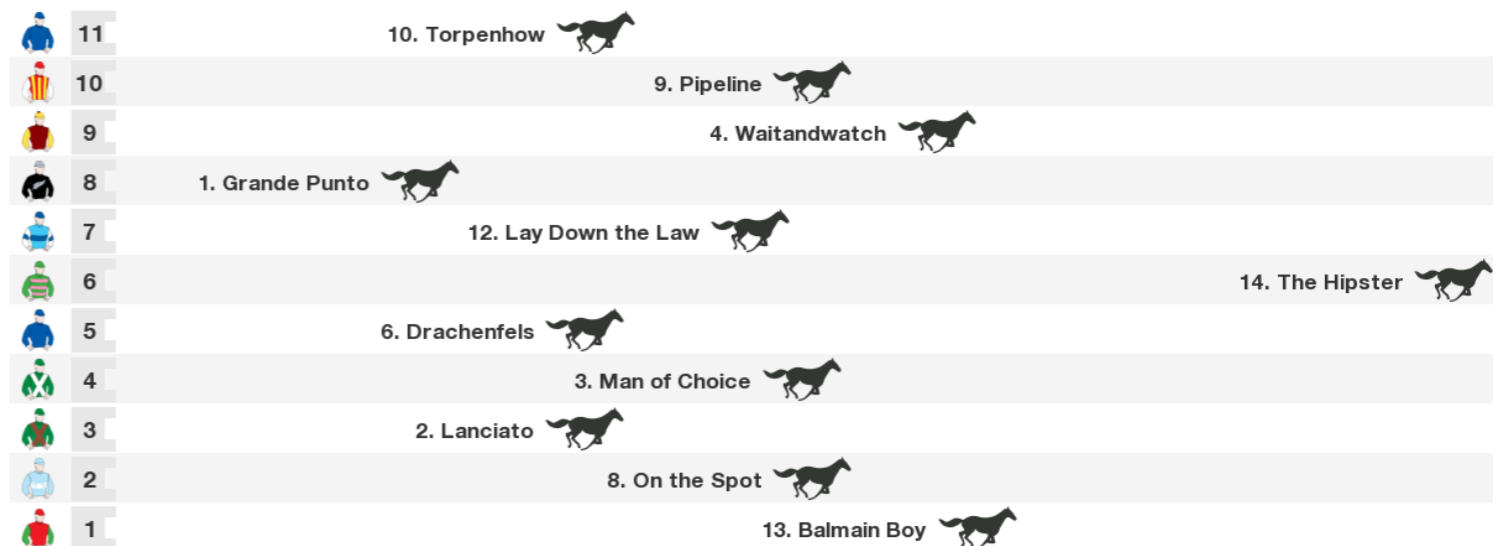 11 10. Torpenhow
10 9. Pipeline
9 4. Waitandwatch
8 1. Grande Punto
7 12. Lay Down the Law
6 14. The Hipster
5 6. Drachenfels
4 3. Man of Choice
3 2. Lanciato
2 8. On the Spot
1 13. Balmain Boy